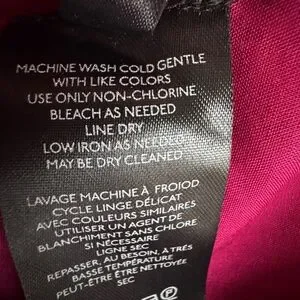 MACHINE WASH COLD GENTLE
WITH LIKE COLORS
USE ONLY NON-CHLORINE
BLEACH AS NEEDED
LINE DRY
LOW IRON AS NEEDED
MAY BE DRY CLEANED
LAVAGE MACHINE À FROIOD
CYCLE LINGE DÉLICAT
AVEC COULEURS SIMILAIRES
UTILISER UN AGENT DE
BLANCHIMENT SANS CHLORE
SI NÉCESSAIRE
LIGNE SEC
REPASSER, AU BESOIN, À TRÈS
BASSE TEMPÉRATURE
PEUT-ÊTRE NETTOYÉE
SEC